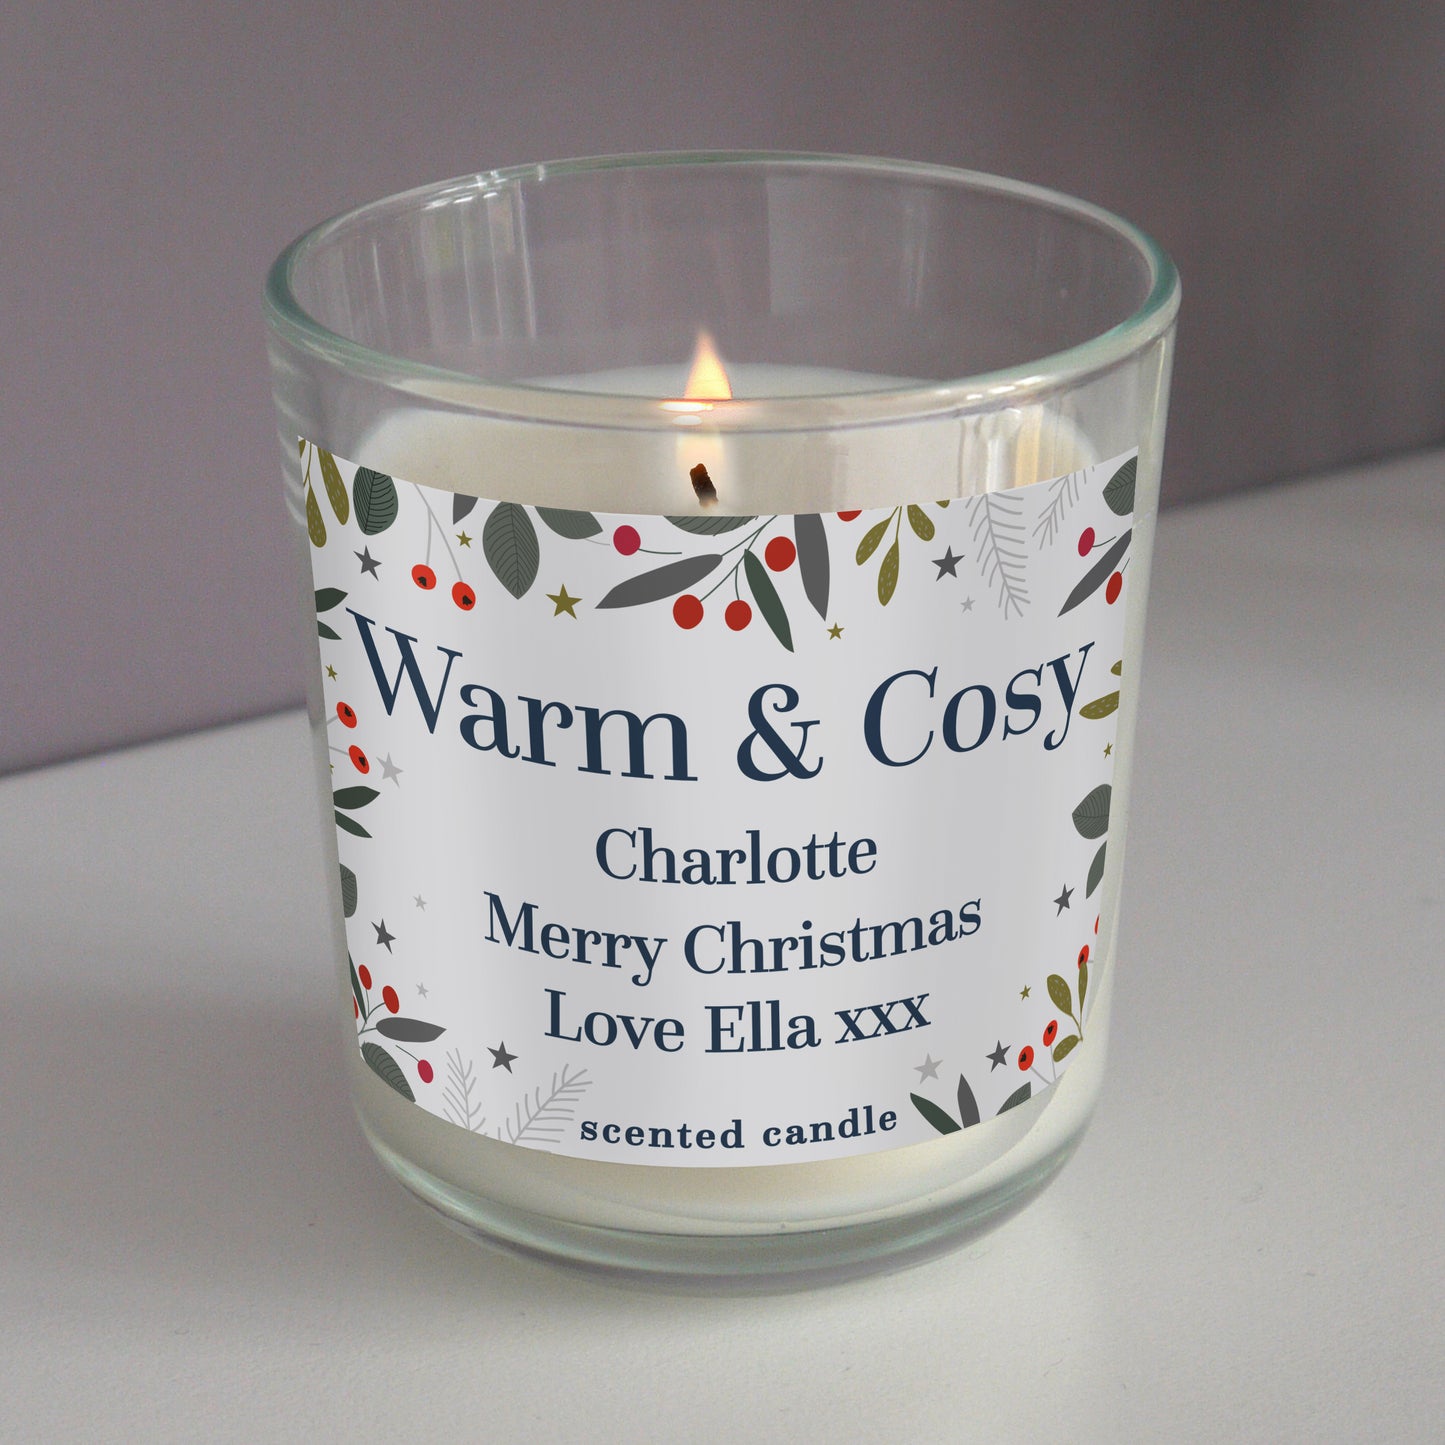 Warm & Cosy
Charlotte
Merry Christmas
Love Ella xxx
scented candle